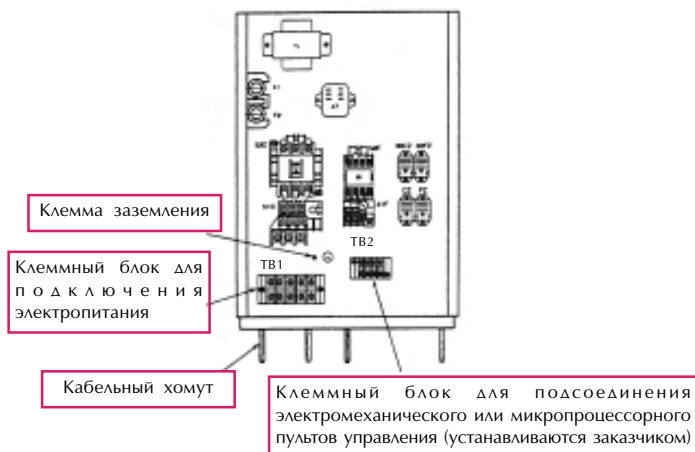 Клемма заземления
TB2
TB1
Клеммный блок для
подключения
электропитания
Кабельный хомут
Клеммный блок для подсоединения
электромеханического или микропроцессорного
пультов управления (устанавливаются заказчиком)